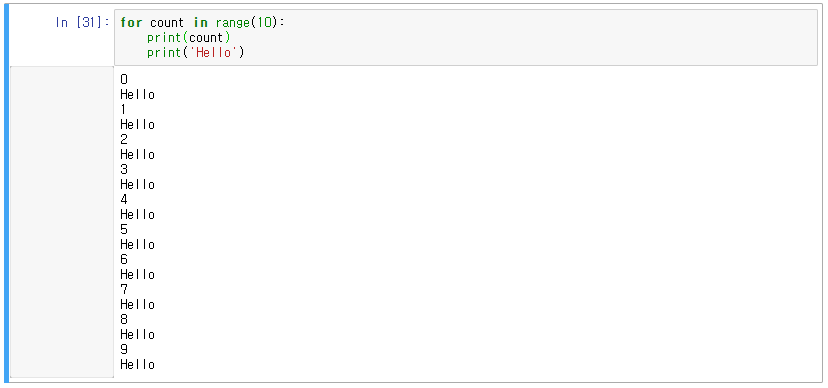 In [31]: for count in range(10):
    print(count)
    print('Hello')
0
Hello
1
Hello
2
Hello
3
Hello
4
Hello
5
Hello
6
Hello
7
Hello
8
Hello
9
Hello